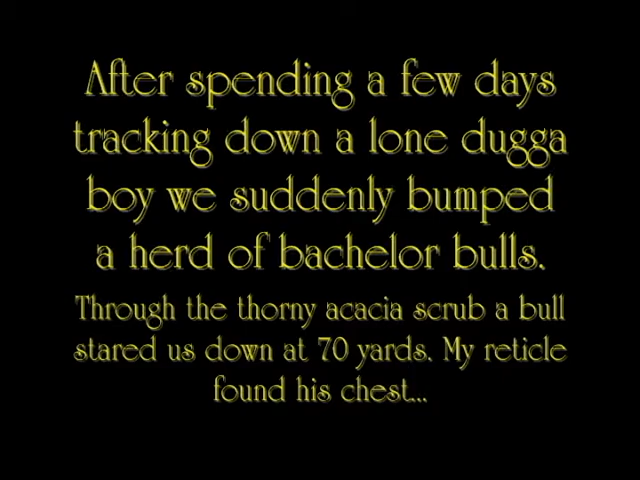 After spending a few days
tracking down a lone dugga
boy we suddenly bumped
a herd of bachelor bulls.
Through the thorny acacia scrub a bull
stared us down at 70 yards. My reticle
found his chest...